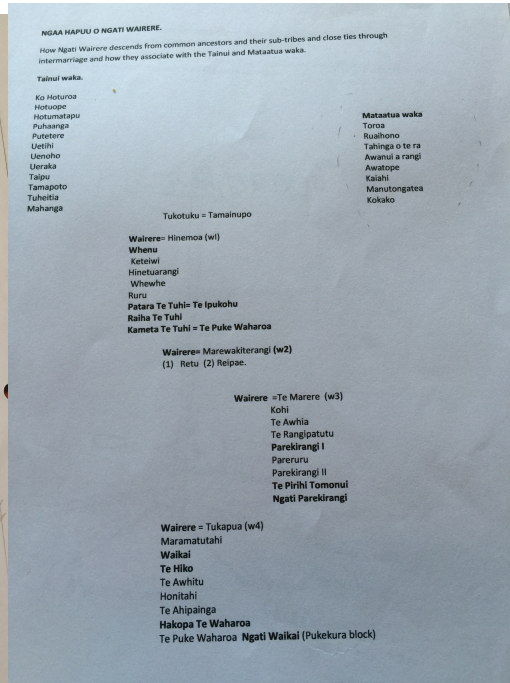 NGAA HAPUU O NGATI WAIRERE.
How Ngati Wairere descends from common ancestors and their sub-tribes and close ties through
intermarriage and how they associate with the Tainui and Mataatua waka.
Tainui waka.
Ko Hoturoa
Hotuope
Hotumatapu
Puhaanga
Putetere
Uetihi
Uenoho
Ueraka
Taipu
Tamapoto
Tuheitia
Mahanga
Mataatua waka
Toroa
Ruaihono
Tahinga o te ra
Awanui a rangi
Awatope
Kaiahi
Manutongatea
Kokako
Tukotuku = Tamainupo
Wairere= Hinemoa (wI)
Whenu
Keteiwi
Hinetuarangi
Whewhe
Ruru
Patara Te Tuhi= Te Ipukohu
Raiha Te Tuhi
Kameta Te Tuhi = Te Puke Waharoa
Wairere= Marewakiterangi (w2)
(1) Retu (2) Reipae.
Wairere =Te Marere (w3)
Kohi
Te Awhia
Te Rangipatutu
Parekirangi I
Pareruru
Parekirangi II
Te Pirihi Tomonui
Ngati Parekirangi
Wairere = Tukapua (w4)
Maramatutahi
Waikai
Te Hiko
Te Awhitu
Honitahi
Te Ahipainga
Hakopa Te Waharoa
Te Puke Waharoa Ngati Waikai (Pukekura block)